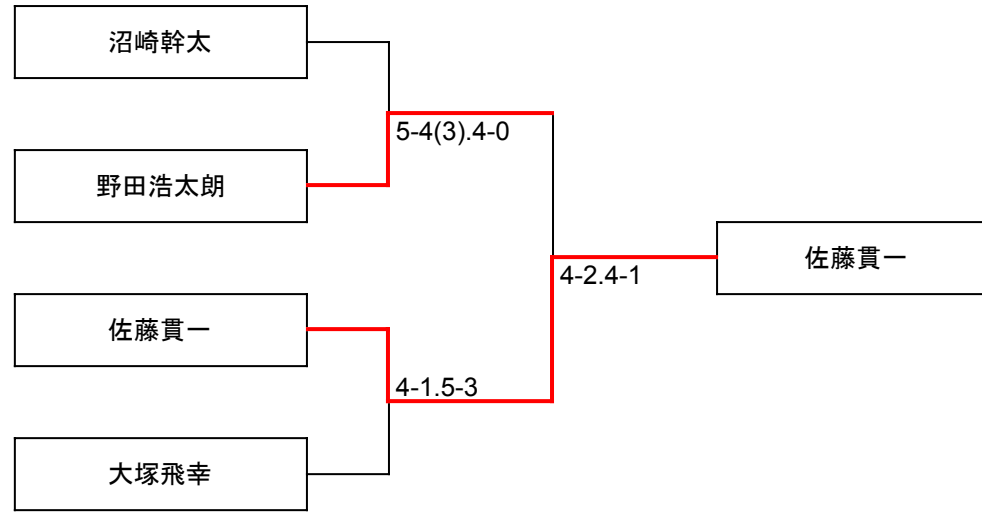 沼崎幹太
5-4(3).4-0
野田浩太朗
佐藤貫一
4-2.4-1
佐藤貫一
4-1.5-3
大塚飛幸